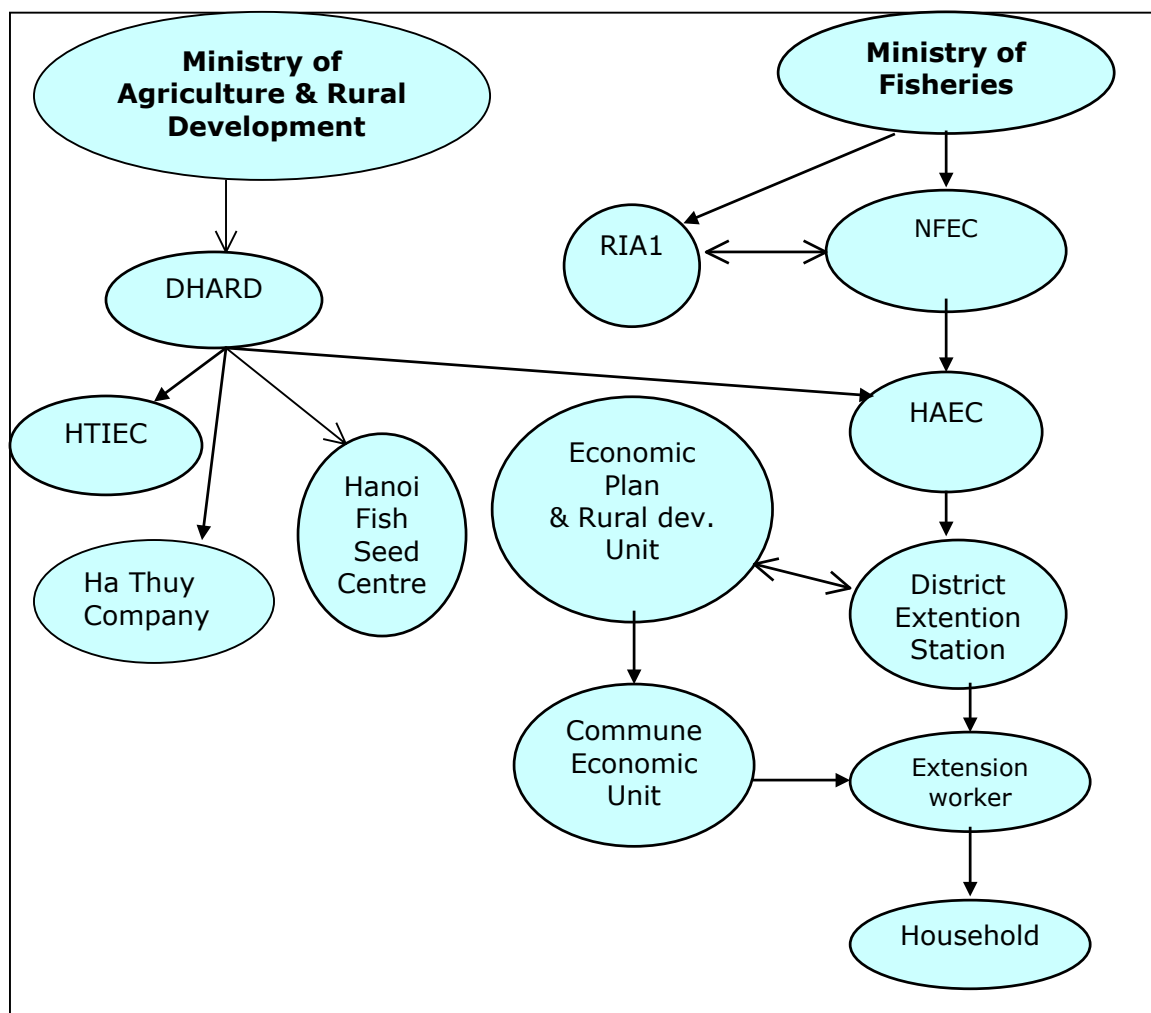 Ministry of
Agriculture & Rural
Development
Ministry of
Fisheries
RIA1
NFEC
DHARD
HTIEC
HAEC
Economic
Plan
& Rural dev.
Unit
Hanoi
Fish
Seed
Centre
Ha Thuy
Company
District
Extention
Station
Commune
Economic
Unit
Extension
worker
Household